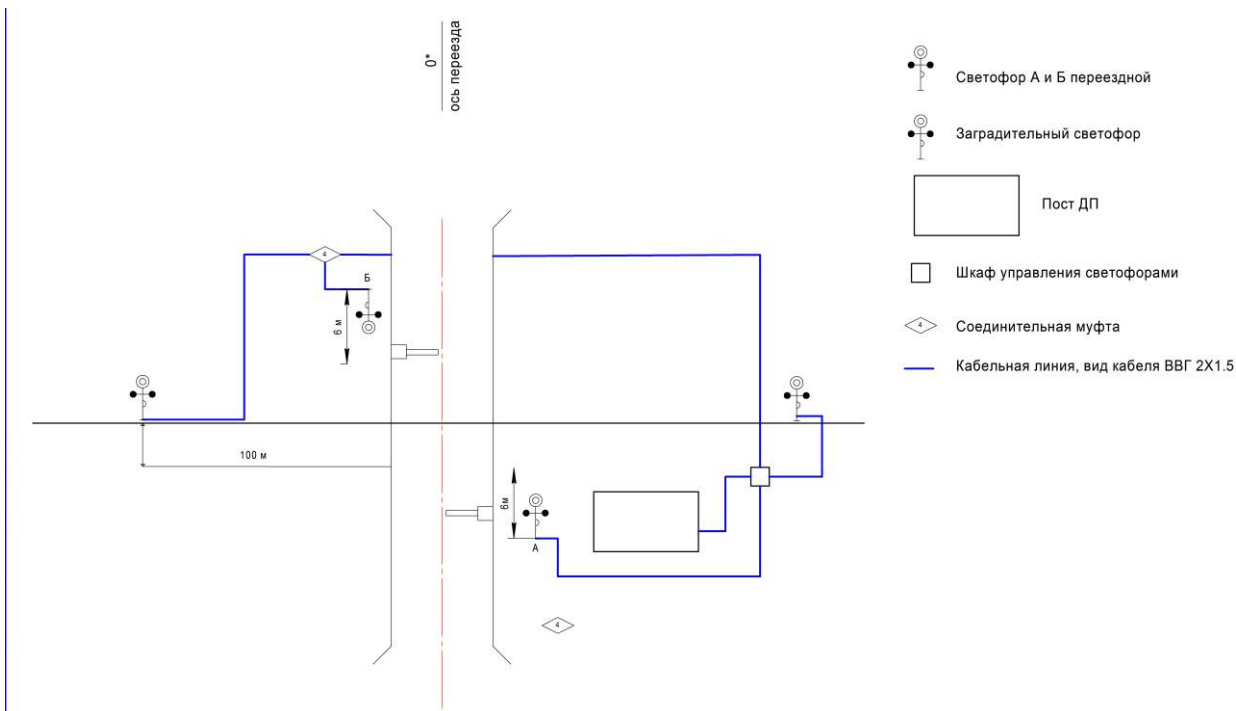 0*
ось переезда
Светофор А и Б переездной
Заградительный светофор
Пост ДП
Шкаф управления светофорами
4
Соединительная муфта
Кабельная линия, вид кабеля ВВГ 2Х1.5
4
Б
6 м
100 м
6м
А
4